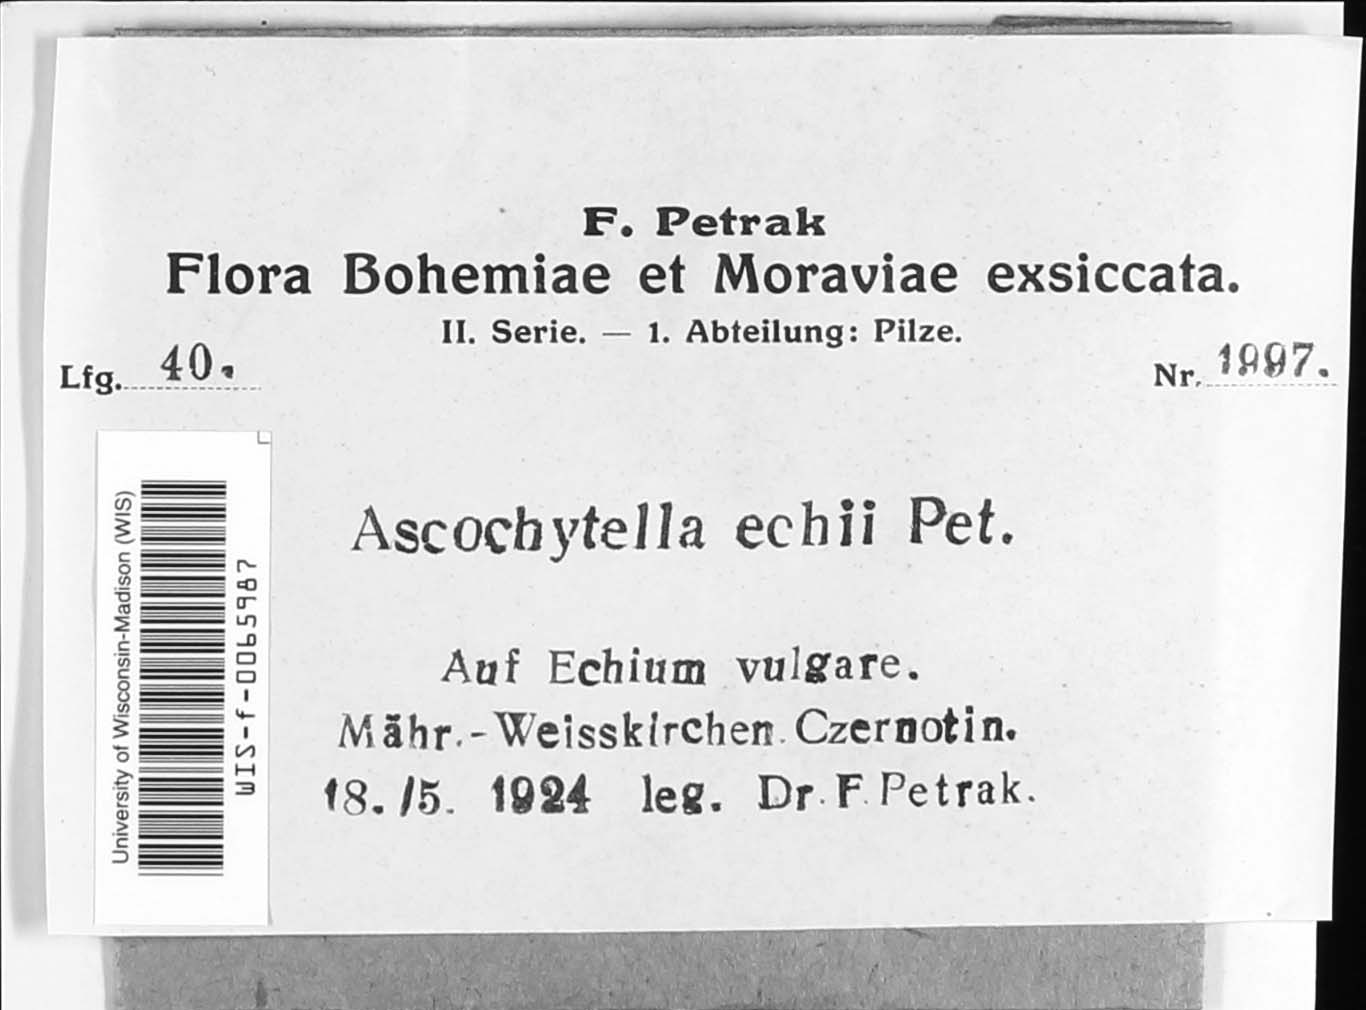 F. Petrak
Flora Bohemiae et Moraviae exsiccata.
II. Serie. — 1. Abteilung: Pilze.
Lfg. 40.
Nr. 1997.
Ascochytella echii Pet.
Auf Echium vulgare.
Mähr.-Weisskirchen. Czernotin.
18./5. 1924 leg. Dr. F. Petrak.
University of Wisconsin-Madison (WIS)
WIS-f-0065987